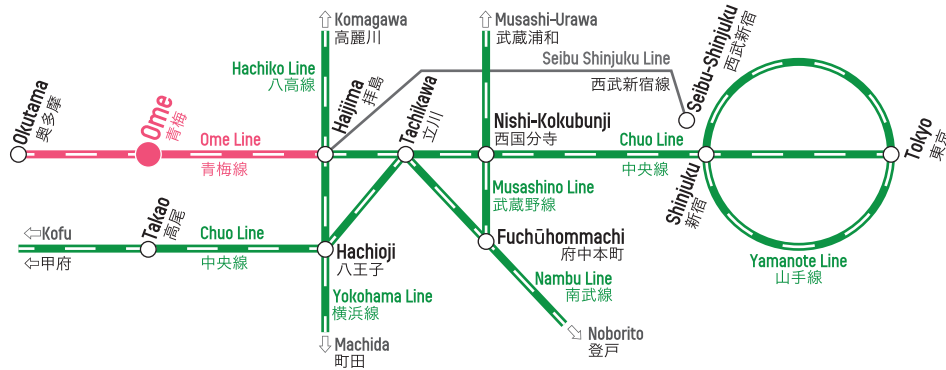 Komagawa
高麗川
Musashi-Urawa
武蔵浦和
Seibu Shinjuku Line
西武新宿線
Seibu-Shinjuku
西武新宿
Hachiko Line
八高線
Okutama
奥多摩
Ome
青梅
Ome Line
青梅線
Haijima
拝島
Tachikawa
立川
Nishi-Kokubunji
西国分寺
Chuo Line
中央線
Shinjuku
新宿
Tokyo
東京
Musashino Line
武蔵野線
Kofu
甲府
Takao
高尾
Chuo Line
中央線
Hachioji
八王子
Fuchūhommachi
府中本町
Yamanote Line
山手線
Yokohama Line
横浜線
Nambu Line
南武線
Machida
町田
Noborito
登戸